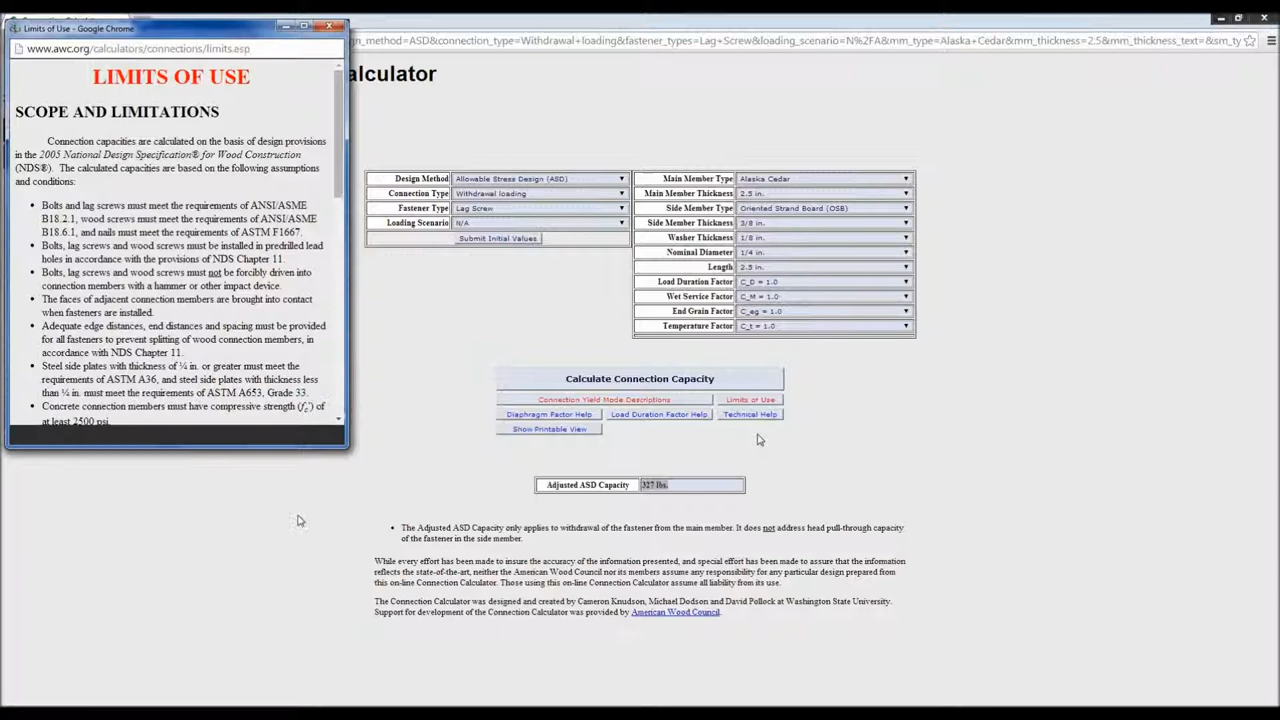 Limits of Use - Google Chrome
www.awc.org/calculators/connections/limits.asp
LIMITS OF USE
SCOPE AND LIMITATIONS
Connection capacities are calculated on the basis of design provisions
in the 2005 National Design Specification® for Wood Construction
(NDS®). The calculated capacities are based on the following assumptions
and conditions:
Bolts and lag screws must meet the requirements of ANSI/ASME
B18.2.1, wood screws must meet the requirements of ANSI/ASME
B18.6.1, and nails must meet the requirements of ASTM F1667.
Bolts, lag screws and wood screws must be installed in predrilled lead
holes in accordance with the provisions of NDS Chapter 11.
Bolts, lag screws and wood screws must not be forcibly driven into
connection members with a hammer or other impact device.
The faces of adjacent connection members are brought into contact
when fasteners are installed.
Adequate edge distances, end distances and spacing must be provided
for all fasteners to prevent splitting of wood connection members, in
accordance with NDS Chapter 11.
Steel side plates with thickness of ¼ in. or greater must meet the
requirements of ASTM A36, and steel side plates with thickness less
than ¼ in. must meet the requirements of ASTM A653, Grade 33.
Concrete connection members must have compressive strength (fc') of
at least 2500 psi.
gn_method=ASD&connection_type=Withdrawal+loading&fastener_types=Lag+Screw&loading_scenario=N%2FA&mm_type=Alaska+Cedar&mm_thickness=2.5&mm_thickness_text=&sm_ty
alculator
Design Method Allowable Stress Design (ASD)
Connection Type Withdrawal loading
Fastener Type Lag Screw
Loading Scenario N/A
Submit Initial Values
Main Member Type Alaska Cedar
Main Member Thickness 2.5 in.
Side Member Type Oriented Strand Board (OSB)
Side Member Thickness 3/8 in.
Washer Thickness 1/8 in.
Nominal Diameter 1/4 in.
Length 2.5 in.
Load Duration Factor C_D = 1.0
Wet Service Factor C_M = 1.0
End Grain Factor C_eg = 1.0
Temperature Factor C_t = 1.0
Calculate Connection Capacity
Connection Yield Mode Descriptions Limits of Use
Diaphragm Factor Help Load Duration Factor Help Technical Help
Show Printable View
Adjusted ASD Capacity 327 lbs.
The Adjusted ASD Capacity only applies to withdrawal of the fastener from the main member. It does not address head pull-through capacity
of the fastener in the side member.
While every effort has been made to insure the accuracy of the information presented, and special effort has been made to assure that the information
reflects the state-of-the-art, neither the American Wood Council nor its members assume any responsibility for any particular design prepared from
this on-line Connection Calculator. Those using this on-line Connection Calculator assume all liability from its use.
The Connection Calculator was designed and created by Cameron Knudson, Michael Dodson and David Pollock at Washington State University.
Support for development of the Connection Calculator was provided by American Wood Council.